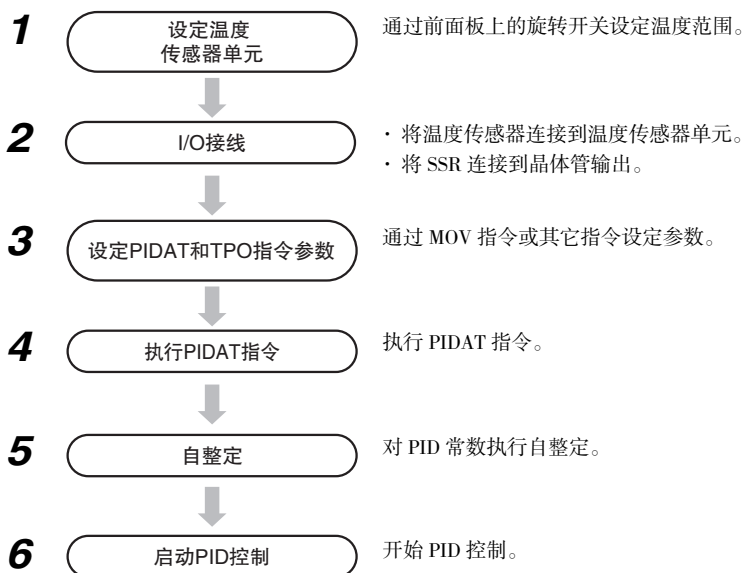 1
设定温度
传感器单元
通过前面板上的旋转开关设定温度范围。
2
I/O接线
· 将温度传感器连接到温度传感器单元。
· 将 SSR 连接到晶体管输出。
3
设定PIDAT和TPO指令参数
通过 MOV 指令或其它指令设定参数。
4
执行PIDAT指令
执行 PIDAT 指令。
5
自整定
对 PID 常数执行自整定。
6
启动PID控制
开始 PID 控制。